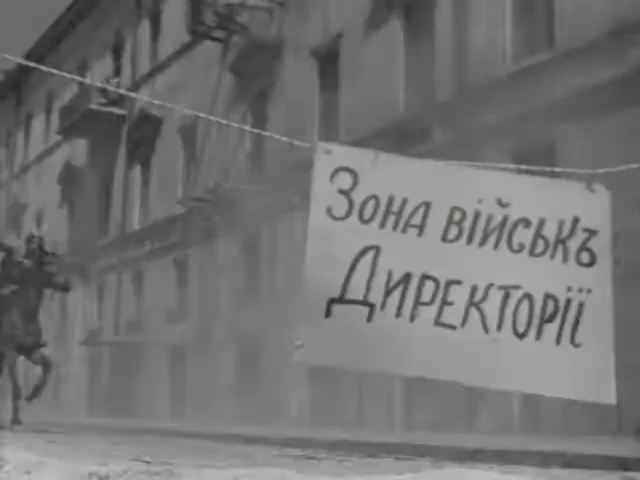 Зона військъ
Директорії